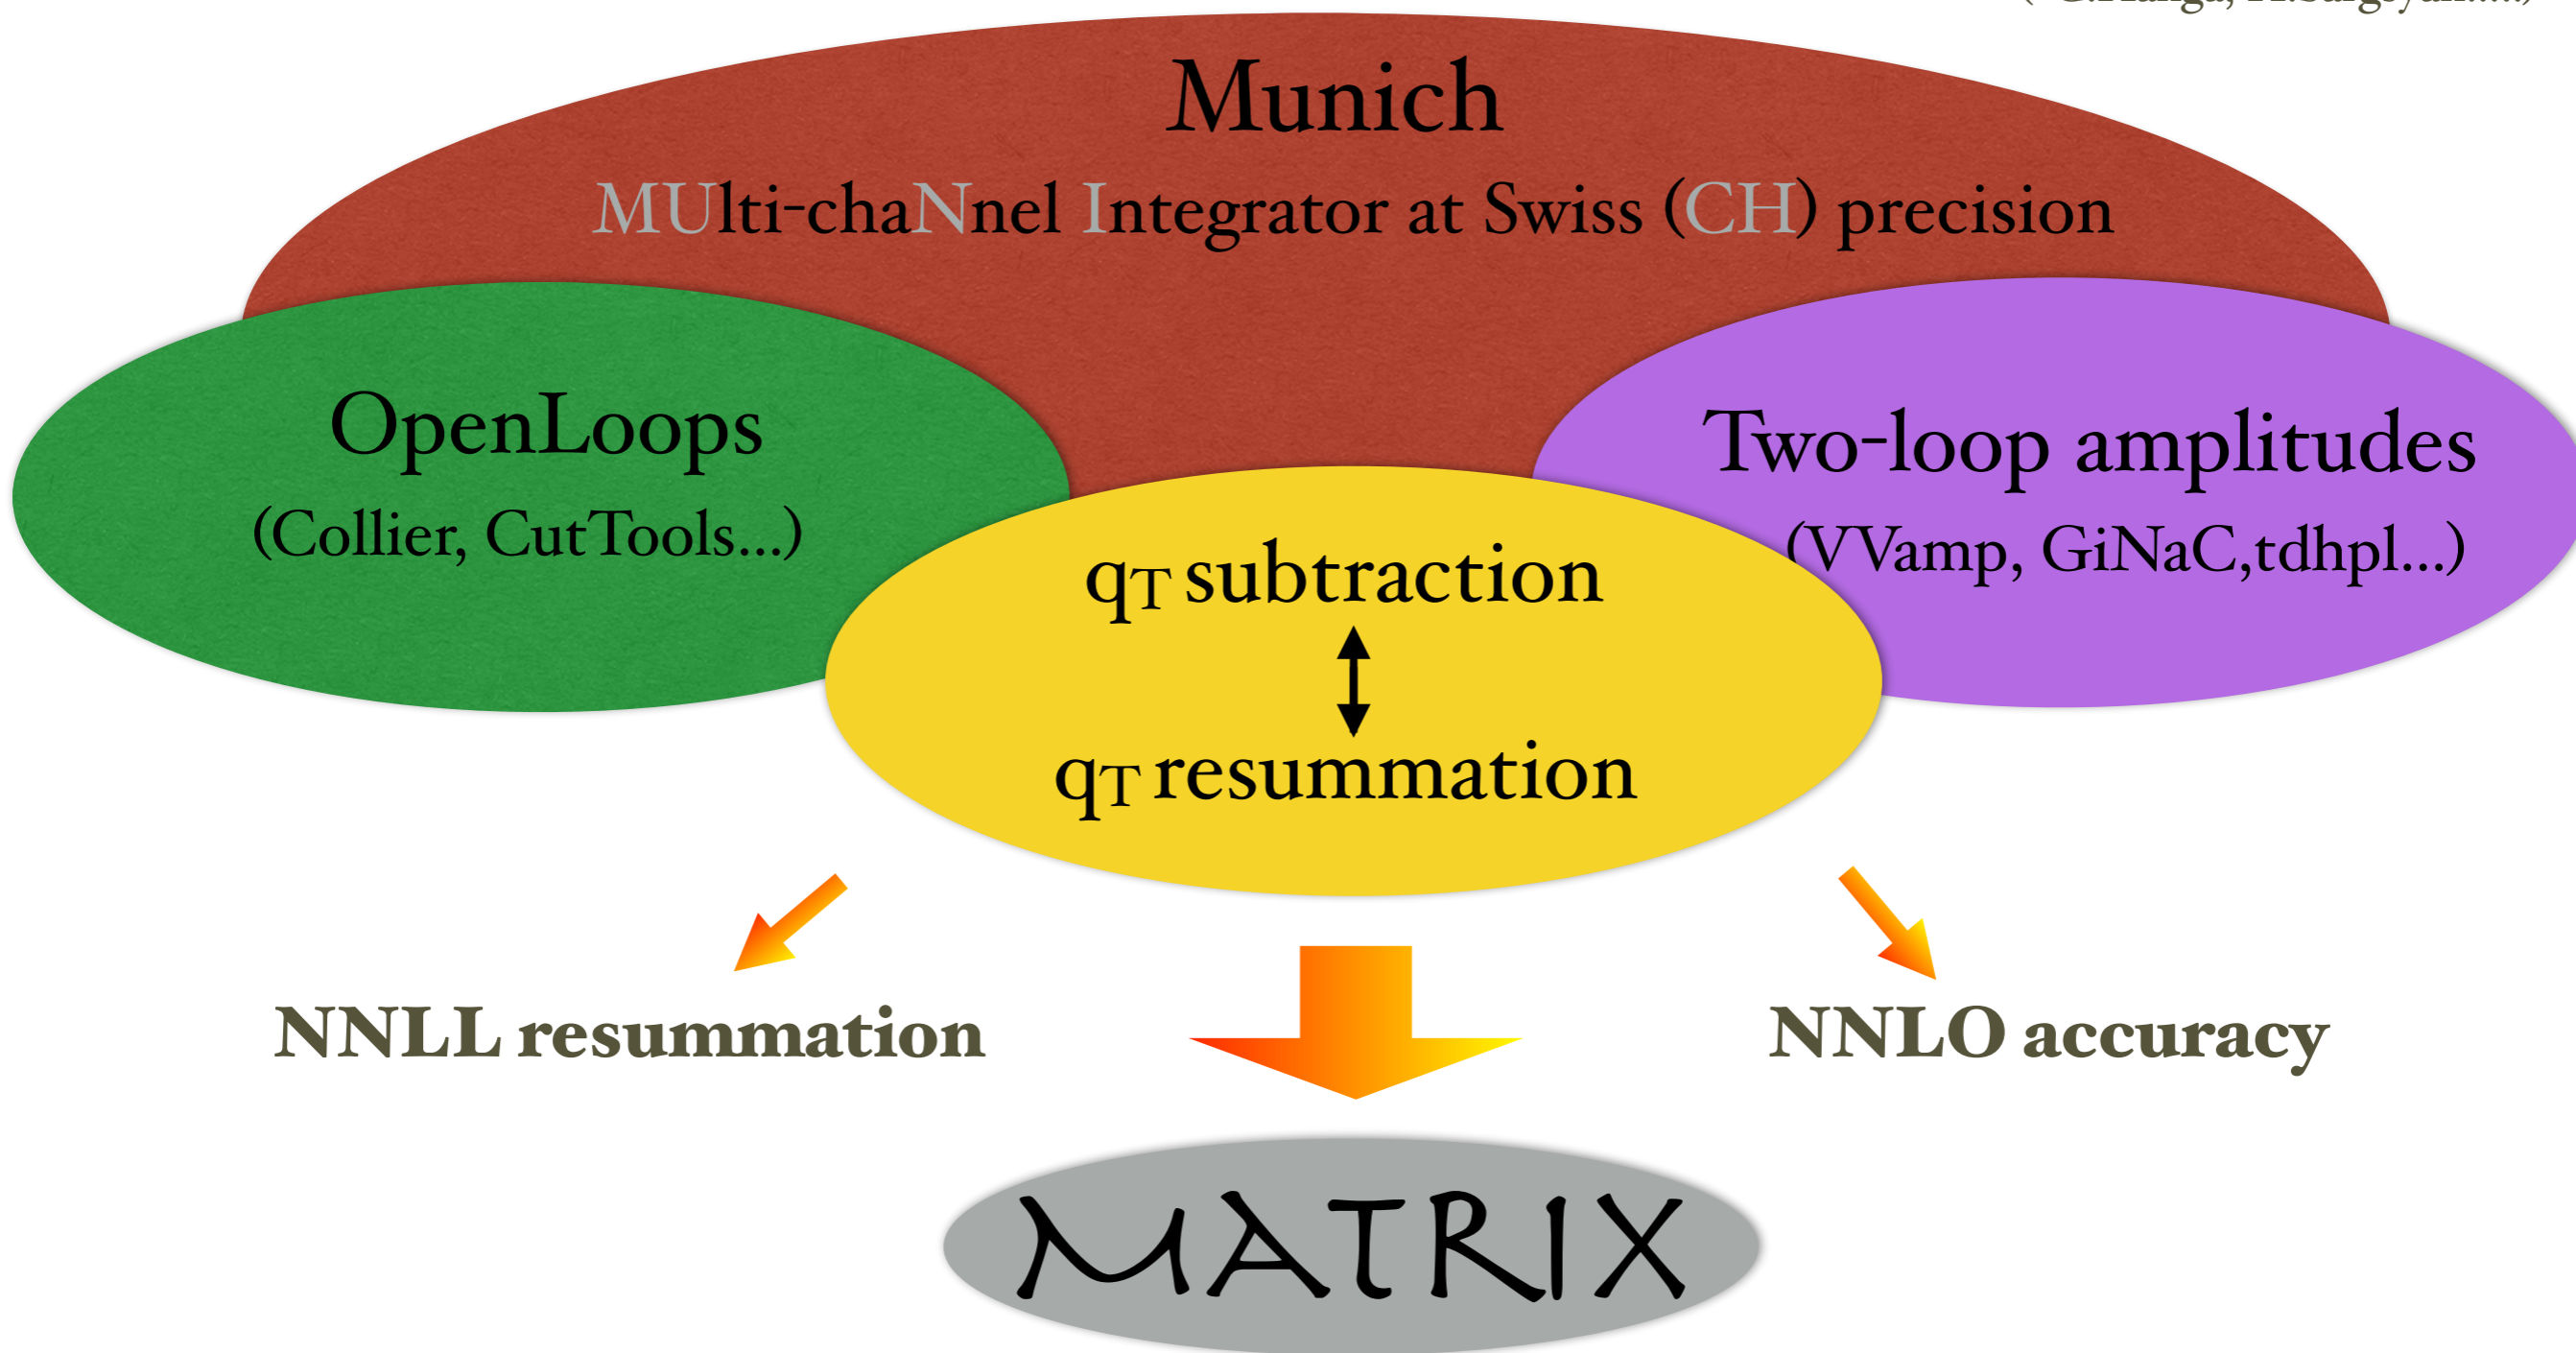 Munich
MUlti-chaNnel Integrator at Swiss (CH) precision
OpenLoops
(Collier, CutTools...)
Two-loop amplitudes
(VVamp, GiNaC,tdhpl...)
qT subtraction
qT resummation
NNLL resummation
NNLO accuracy
MATRIX